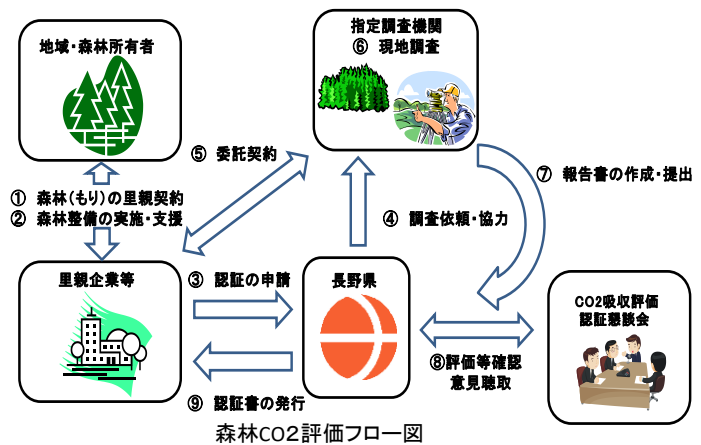 地域・森林所有者
指定調査機関
⑥ 現地調査
⑤ 委託契約
⑦ 報告書の作成・提出
① 森林(もり)の里親契約
② 森林整備の実施・支援
④ 調査依頼・協力
里親企業等
③ 認証の申請
長野県
CO2吸収評価
認証懇談会
⑧評価等確認
意見聴取
⑨ 認証書の発行
森林CO2評価フロー図